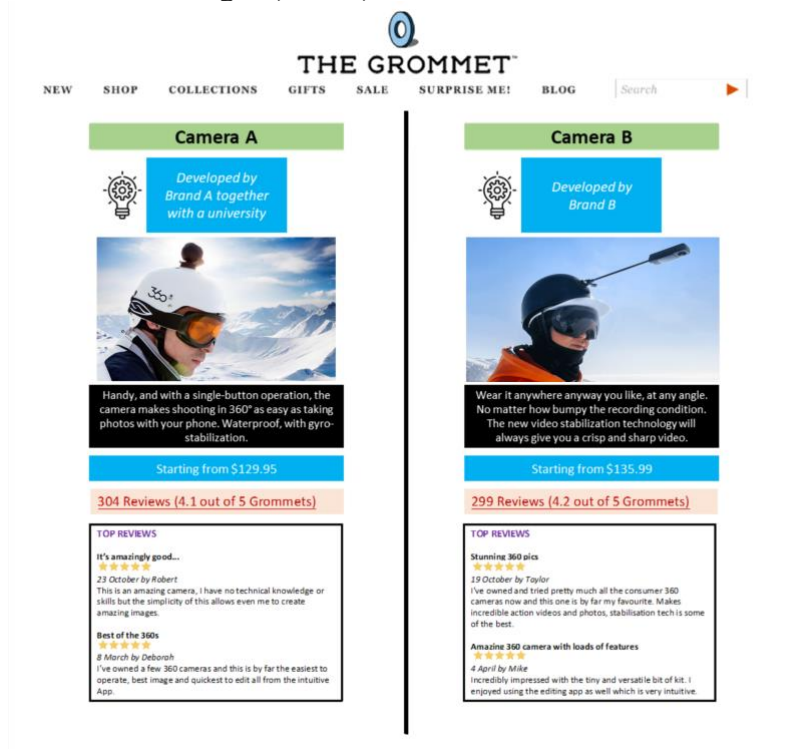 THE GROMMET™
NEW SHOP COLLECTIONS GIFTS SALE SURPRISE ME! BLOG Search
Camera A
Developed by
Brand A together
with a university
360°
Handy, and with a single-button operation, the
camera makes shooting in 360° as easy as taking
photos with your phone. Waterproof, with gyro-
stabilization.
Starting from $129.95
304 Reviews (4.1 out of 5 Grommets)
TOP REVIEWS
It's amazingly good...
23 October by Robert
This is an amazing camera, I have no technical knowledge or
skills but the simplicity of this allows even me to create
amazing images.
Best of the 360s
8 March by Deborah
I've owned a few 360 cameras and this is by far the easiest to
operate, best image and quickest to edit all from the intuitive
App.
Camera B
Developed by
Brand B
Wear it anywhere anyway you like, at any angle.
No matter how bumpy the recording condition.
The new video stabilization technology will
always give you a crisp and sharp video.
Starting from $135.99
299 Reviews (4.2 out of 5 Grommets)
TOP REVIEWS
Stunning 360 pics
19 October by Taylor
I've owned and tried pretty much all the consumer 360
cameras now and this one is by far my favourite. Makes
incredible action videos and photos, stabilisation tech is some
of the best.
Amazing 360 camera with loads of features
4 April by Mike
Incredibly impressed with the tiny and versatile bit of kit. I
enjoyed using the editing app as well which is very intuitive.